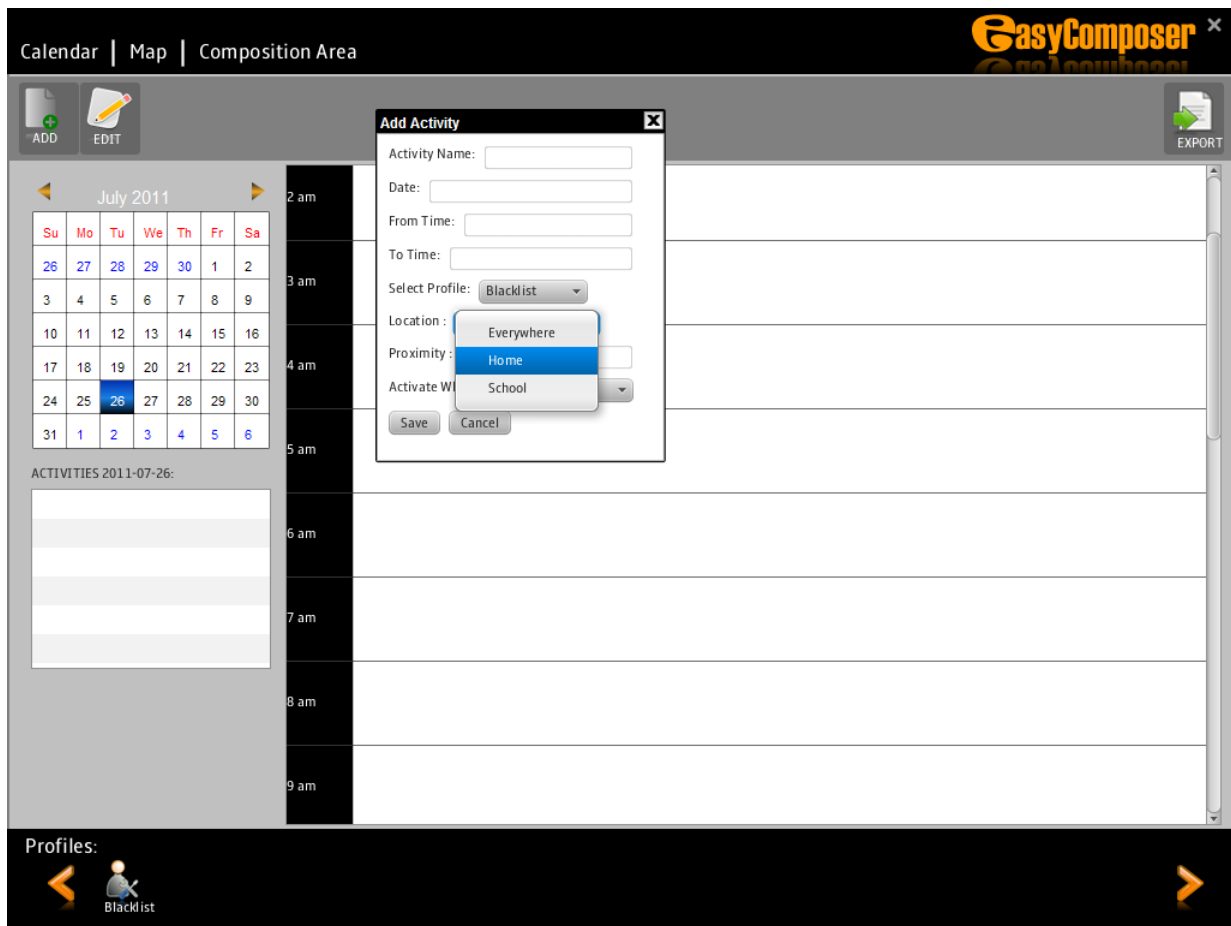 Calendar | Map | Composition Area
easyComposer
ADD
EDIT
EXPORT
July 2011
Su Mo Tu We Th Fr Sa
26 27 28 29 30 1 2
3 4 5 6 7 8 9
10 11 12 13 14 15 16
17 18 19 20 21 22 23
24 25 26 27 28 29 30
31 1 2 3 4 5 6
ACTIVITIES 2011-07-26:
2 am
3 am
4 am
5 am
6 am
7 am
8 am
9 am
Add Activity
Activity Name:
Date:
From Time:
To Time:
Select Profile: Blacklist
Location :
Everywhere
Home
School
Proximity :
Activate W
Save Cancel
Profiles:
Blacklist